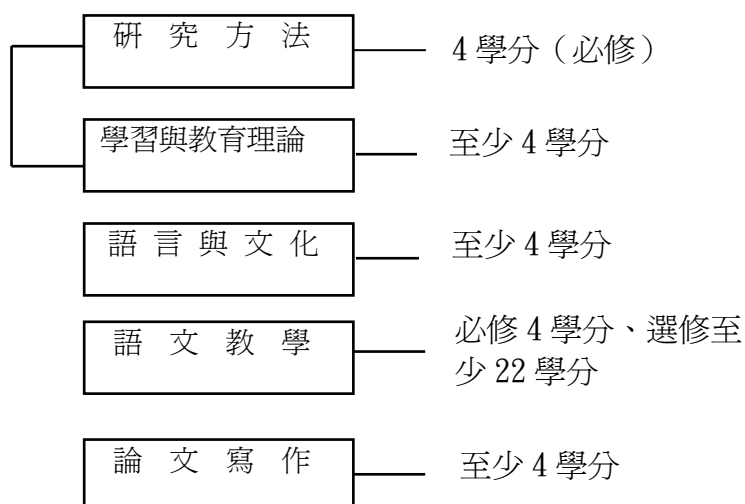 研究方法
4 學分（必修）
學習與教育理論
至少 4 學分
語言與文化
至少 4 學分
語文教學
必修 4 學分、選修至
少 22 學分
論文寫作
至少 4 學分